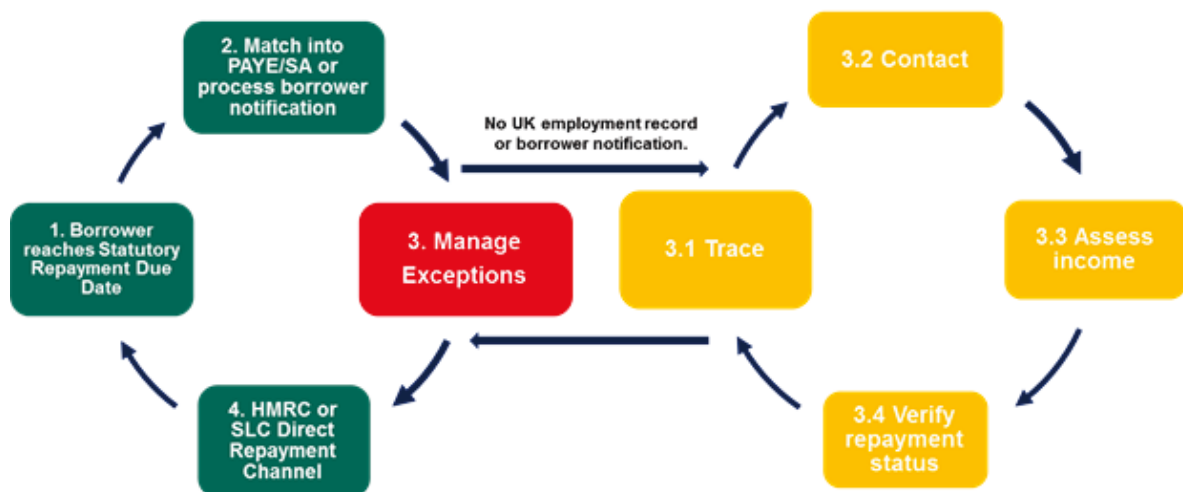 2. Match into
PAYE/SA or
process borrower
notification
3.2 Contact
No UK employment record
or borrower notification.
1. Borrower
reaches Statutory
Repayment Due
Date
3. Manage
Exceptions
3.1 Trace
3.3 Assess
income
4. HMRC or
SLC Direct
Repayment
Channel
3.4 Verify
repayment
status